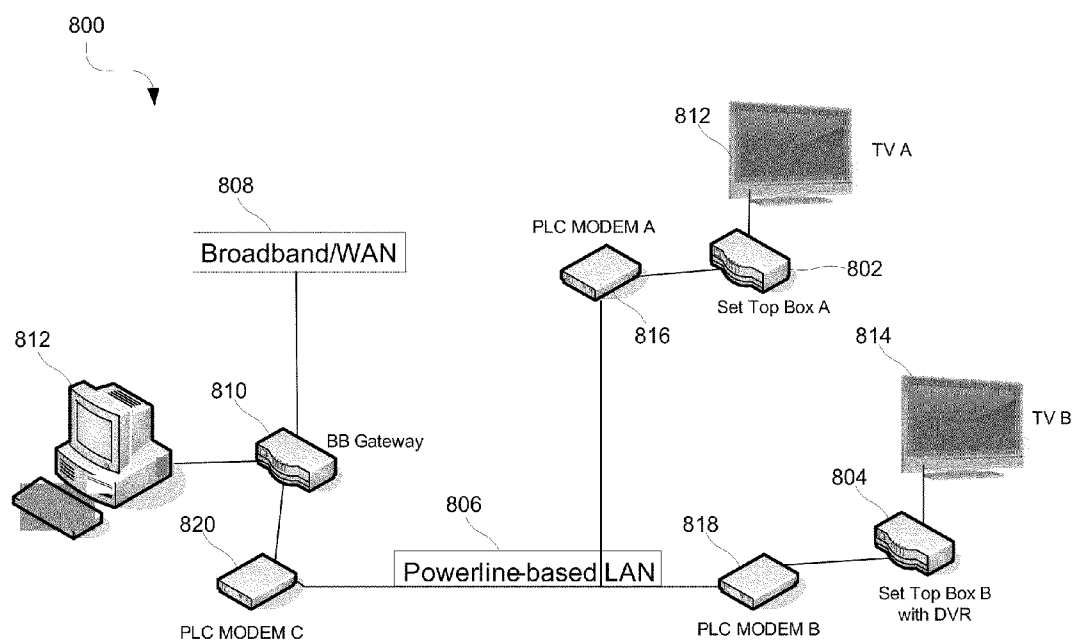 800
812
TV A
808
PLC MODEM A
Broadband/WAN
802
816
Set Top Box A
812
814
810
TV B
BB Gateway
804
820
806
818
Powerline-based LAN
Set Top Box B
with DVR
PLC MODEM C
PLC MODEM B